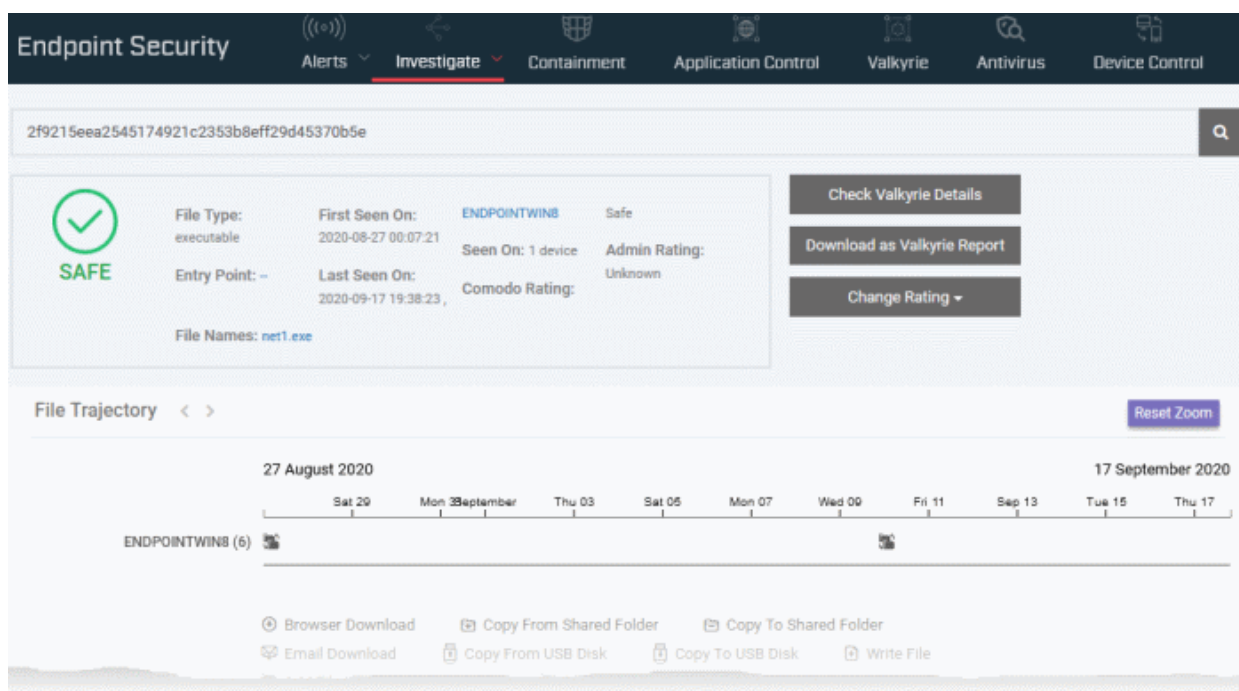 Endpoint Security
Alerts Investigate Containment Application Control Valkyrie Antivirus Device Control
2f9215eea2545174921c2353b8eff29d45370b5e
SAFE
File Type:
executable
Entry Point: --
File Names: net1.exe
First Seen On:
2020-08-27 00:07:21
Last Seen On:
2020-09-17 19:38:23 ,
ENDPOINTWIN8
Seen On: 1 device
Comodo Rating:
Safe
Admin Rating:
Unknown
Check Valkyrie Details
Download as Valkyrie Report
Change Rating
File Trajectory < >
Reset Zoom
27 August 2020 17 September 2020
Sat 29 Mon 31 September Thu 03 Sat 05 Mon 07 Wed 09 Fri 11 Sep 13 Tue 15 Thu 17
ENDPOINTWIN8 (6)
Browser Download Copy From Shared Folder Copy To Shared Folder
Email Download Copy From USB Disk Copy To USB Disk Write File